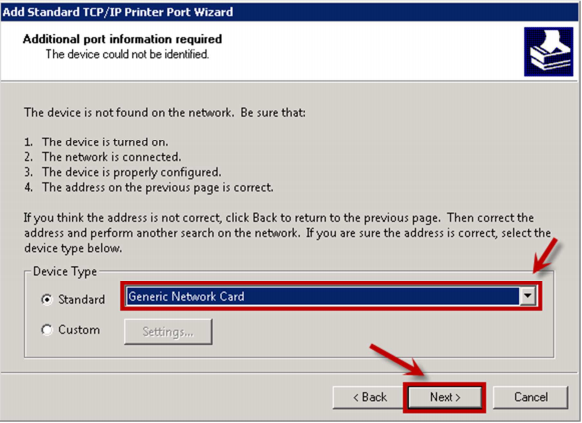 Add Standard TCP/IP Printer Port Wizard
Additional port information required
The device could not be identified.
The device is not found on the network.  Be sure that:
1.  The device is turned on.
2.  The network is connected.
3.  The device is properly configured.
4.  The address on the previous page is correct.
If you think the address is not correct, click Back to return to the previous page.  Then correct the
address and perform another search on the network.  If you are sure the address is correct, select the
device type below.
Device Type
Standard
Generic Network Card
Custom
Settings...
< Back
Next >
Cancel